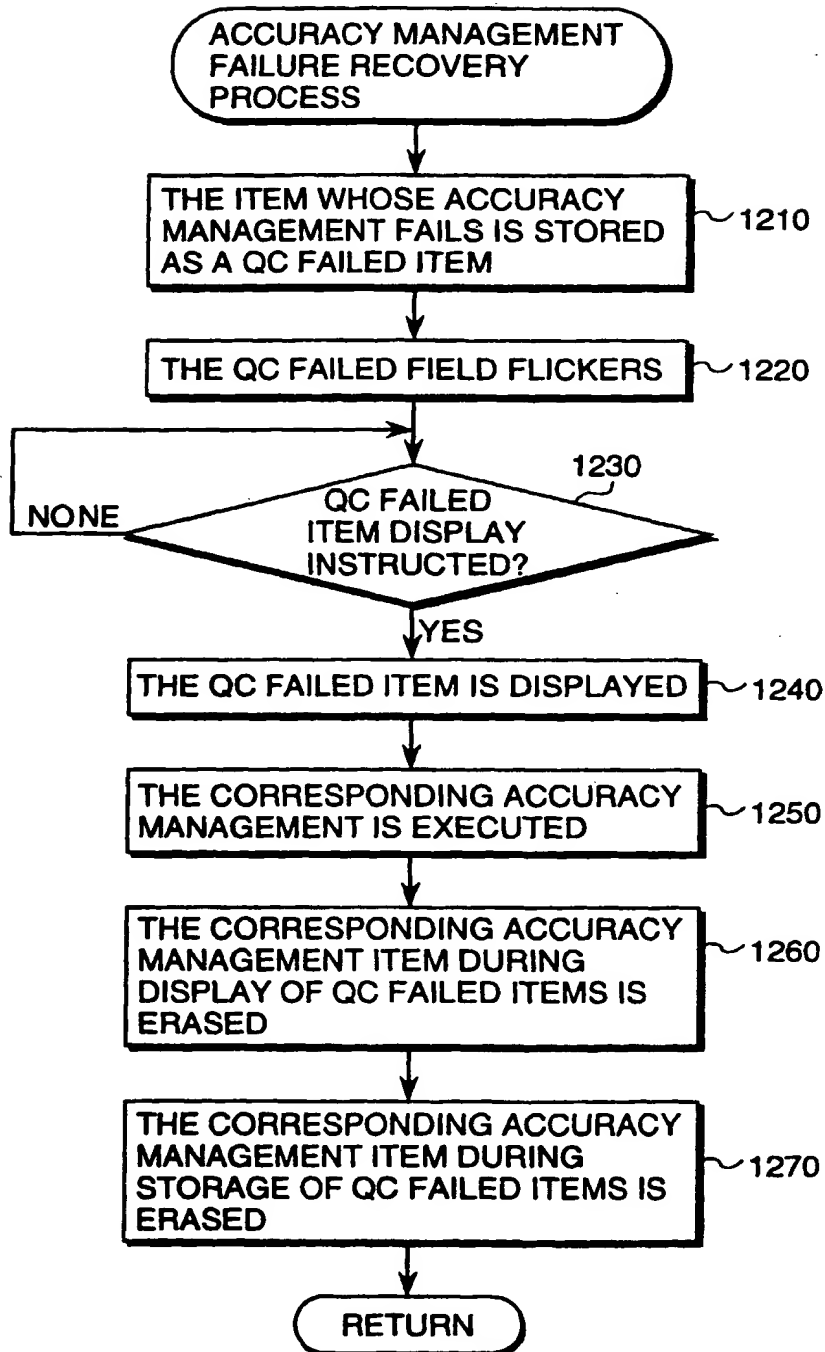 ACCURACY MANAGEMENT
FAILURE RECOVERY
PROCESS
THE ITEM WHOSE ACCURACY
MANAGEMENT FAILS IS STORED
AS A QC FAILED ITEM
1210
THE QC FAILED FIELD FLICKERS
1220
1230
QC FAILED
ITEM DISPLAY
INSTRUCTED?
NONE
YES
THE QC FAILED ITEM IS DISPLAYED
1240
THE CORRESPONDING ACCURACY
MANAGEMENT IS EXECUTED
1250
THE CORRESPONDING ACCURACY
MANAGEMENT ITEM DURING
DISPLAY OF QC FAILED ITEMS IS
ERASED
1260
THE CORRESPONDING ACCURACY
MANAGEMENT ITEM DURING
STORAGE OF QC FAILED ITEMS IS
ERASED
1270
RETURN